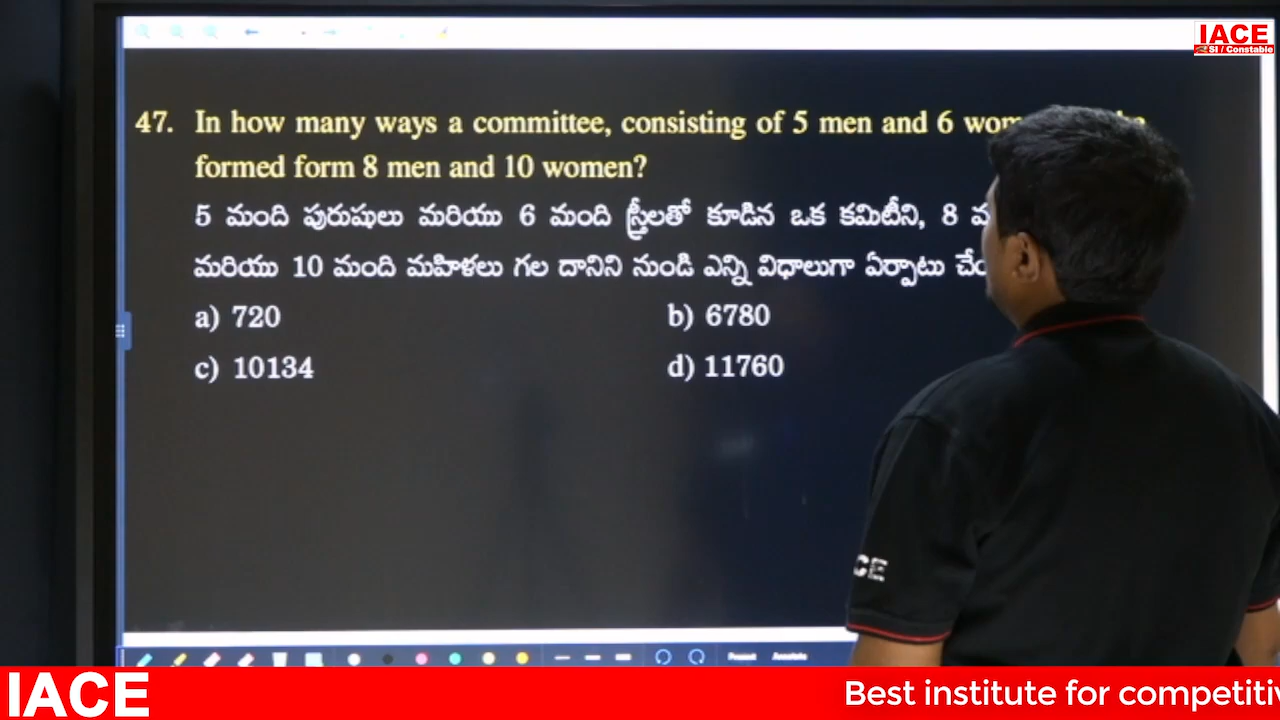 IACE
SI / Constable
47. In how many ways a committee, consisting of 5 men and 6
formed form 8 men and 10 women?
5 మంది పురుషులు మరియు 6 మంది స్త్రీలతో కూడిన ఒక కమిటీని, 8
మరియు 10 మంది మహిళలు గల దానిని నుండి ఎన్ని విధాలుగా ఏర్పాటు
a) 720 b) 6780
c) 10134 d) 11760
CE
Present Annotate
IACE Best institute for